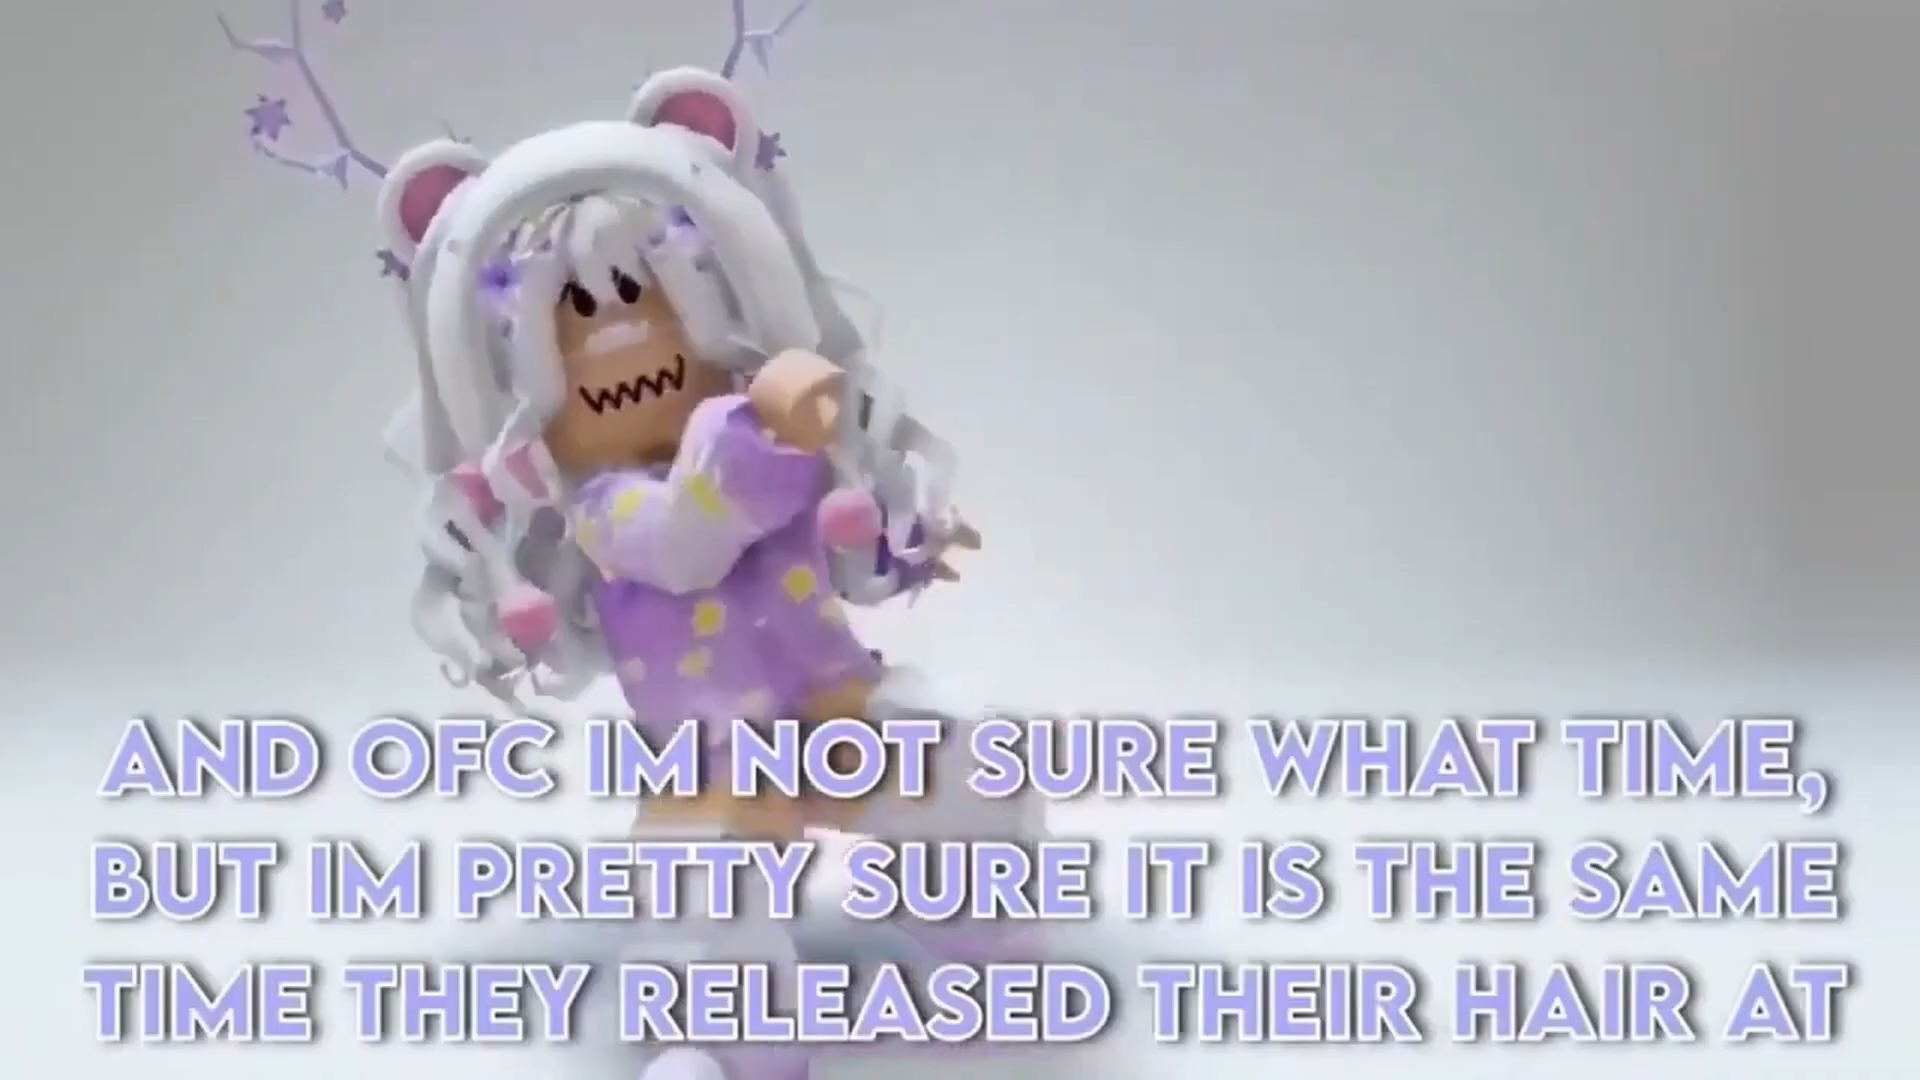 AND OFC IM NOT SURE WHAT TIME,
BUT IM PRETTY SURE IT IS THE SAME
TIME THEY RELEASED THEIR HAIR AT